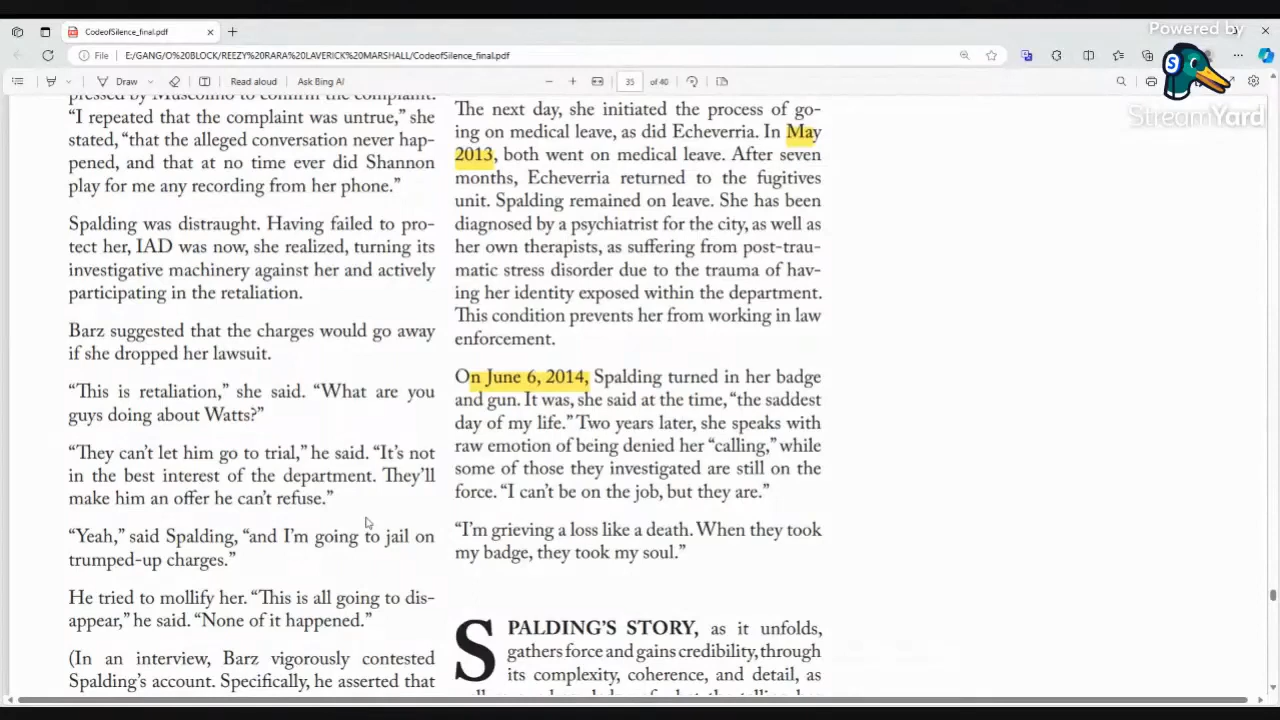 Powered by
StreamYard
CodeofSilence_final.pdf
File
E:/GANG/O%20BLOCK/REEZY%20RARA%20LAVERICK%20MARSHALL/CodeofSilence_final.pdf
Draw
Read aloud
Ask Bing AI
35
of 40
pressed by Muscolino to confirm the complaint.
“I repeated that the complaint was untrue,” she
stated, “that the alleged conversation never hap-
pened, and that at no time ever did Shannon
play for me any recording from her phone.”
Spalding was distraught. Having failed to pro-
tect her, IAD was now, she realized, turning its
investigative machinery against her and actively
participating in the retaliation.
Barz suggested that the charges would go away
if she dropped her lawsuit.
“This is retaliation,” she said. “What are you
guys doing about Watts?”
“They can’t let him go to trial,” he said. “It’s not
in the best interest of the department. They’ll
make him an offer he can’t refuse.”
“Yeah,” said Spalding, “and I’m going to jail on
trumped-up charges.”
He tried to mollify her. “This is all going to dis-
appear,” he said. “None of it happened.”
(In an interview, Barz vigorously contested
Spalding’s account. Specifically, he asserted that
The next day, she initiated the process of go-
ing on medical leave, as did Echeverria. In May
2013, both went on medical leave. After seven
months, Echeverria returned to the fugitives
unit. Spalding remained on leave. She has been
diagnosed by a psychiatrist for the city, as well as
her own therapists, as suffering from post-trau-
matic stress disorder due to the trauma of hav-
ing her identity exposed within the department.
This condition prevents her from working in law
enforcement.
On June 6, 2014, Spalding turned in her badge
and gun. It was, she said at the time, “the saddest
day of my life.” Two years later, she speaks with
raw emotion of being denied her “calling,” while
some of those they investigated are still on the
force. “I can’t be on the job, but they are.”
“I’m grieving a loss like a death. When they took
my badge, they took my soul.”
SPALDING’S STORY, as it unfolds,
gathers force and gains credibility, through
its complexity, coherence, and detail, as